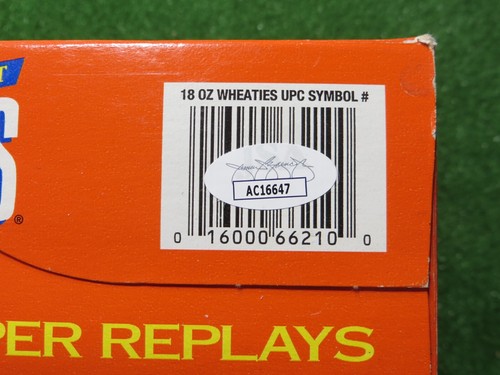 18 OZ WHEATIES UPC SYMBOL #
AC16647
0 16000 66210 0
S®
PER REPLAYS